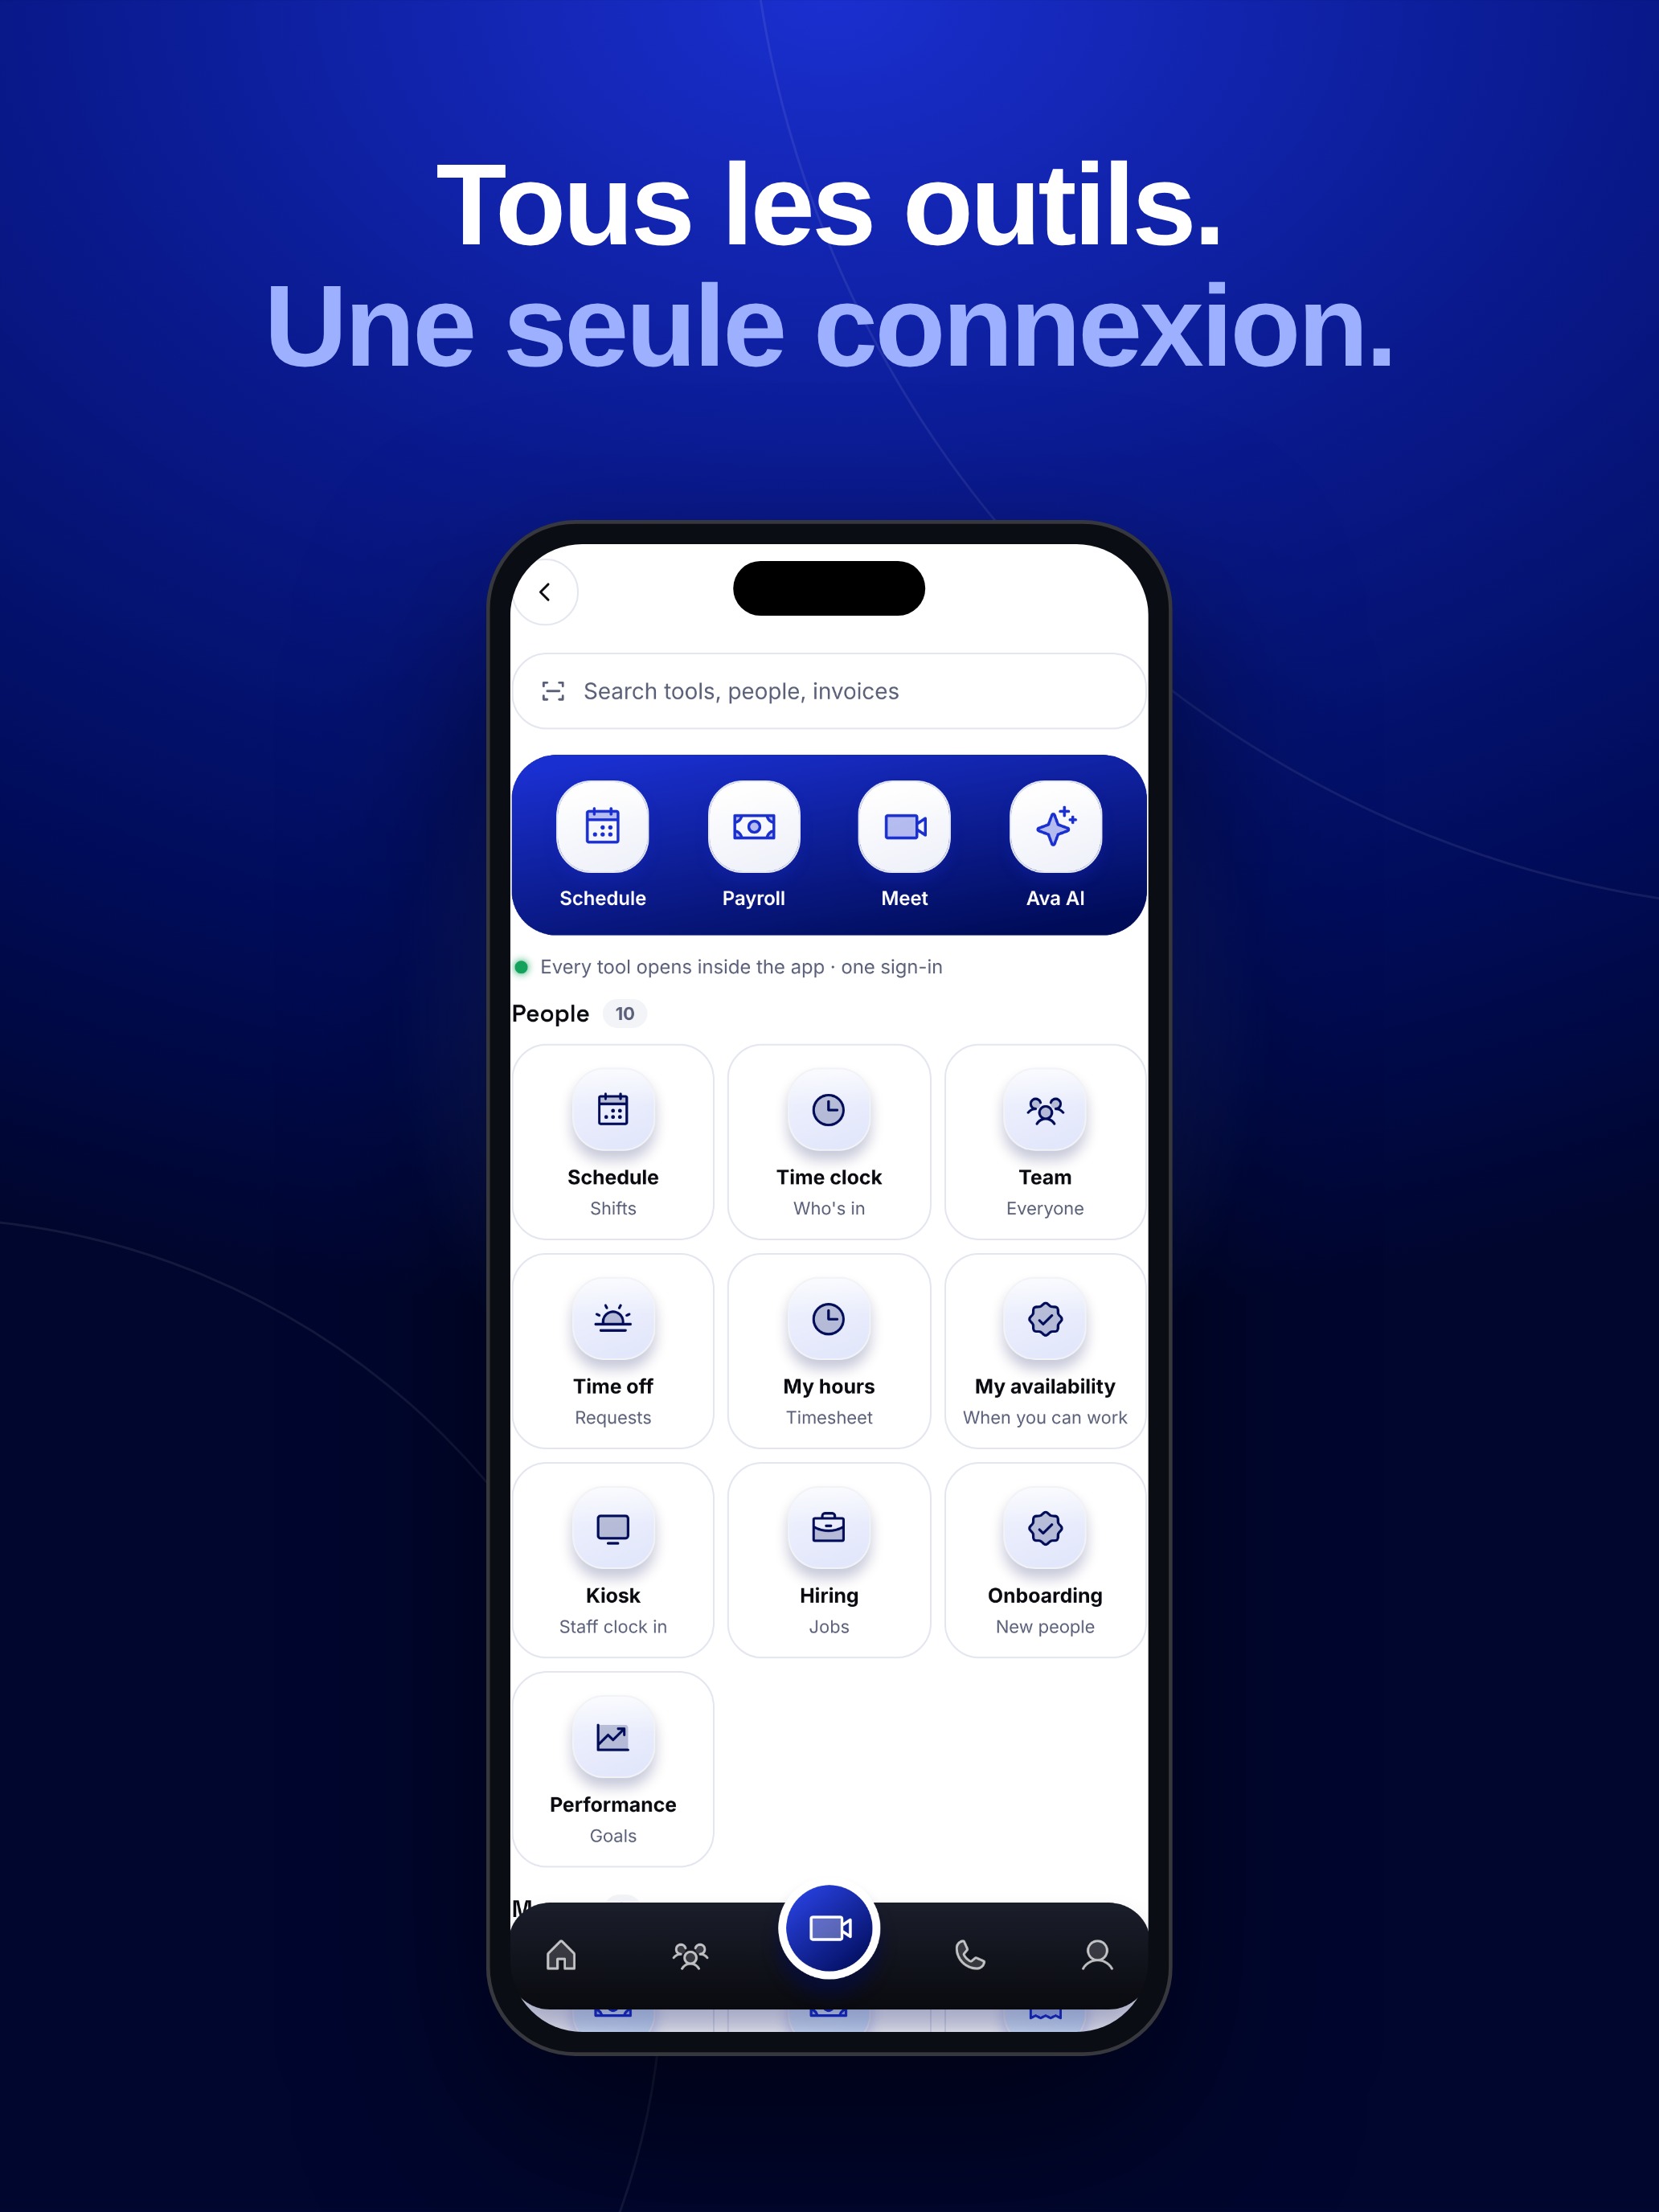 Tous les outils.
Une seule connexion.
Search tools, people, invoices
Schedule
Payroll
Meet
Ava AI
Every tool opens inside the app · one sign-in
People 10
Schedule
Shifts
Time clock
Who's in
Team
Everyone
Time off
Requests
My hours
Timesheet
My availability
When you can work
Kiosk
Staff clock in
Hiring
Jobs
Onboarding
New people
Performance
Goals